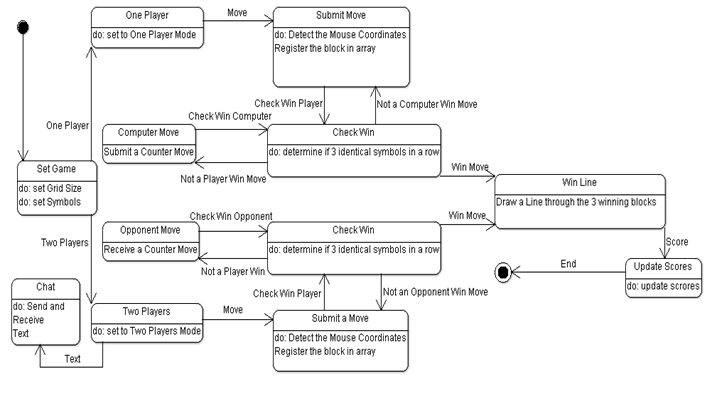 One Player
do: set to One Player Mode
Move
Submit Move
do: Detect the Mouse Coordinates
Register the block in array
One Player
Check Win Player
Not a Computer Win Move
Check Win Computer
Computer Move
Submit a Counter Move
Not a Player Win Move
Check Win
do: determine if 3 identical symbols in a row
Win Move
Set Game
do: set Grid Size
do: set Symbols
Win Line
Draw a Line through the 3 winning blocks
Check Win Opponent
Opponent Move
Receive a Counter Move
Not a Player Win
Check Win
do: determine if 3 identical symbols in a row
Win Move
Two Players
Score
Update Scores
do: update scrores
End
Chat
do: Send and
Receive
Text
Check Win Player
Not an Opponent Win Move
Two Players
do: set to Two Players Mode
Move
Submit a Move
do: Detect the Mouse Coordinates
Register the block in array
Text